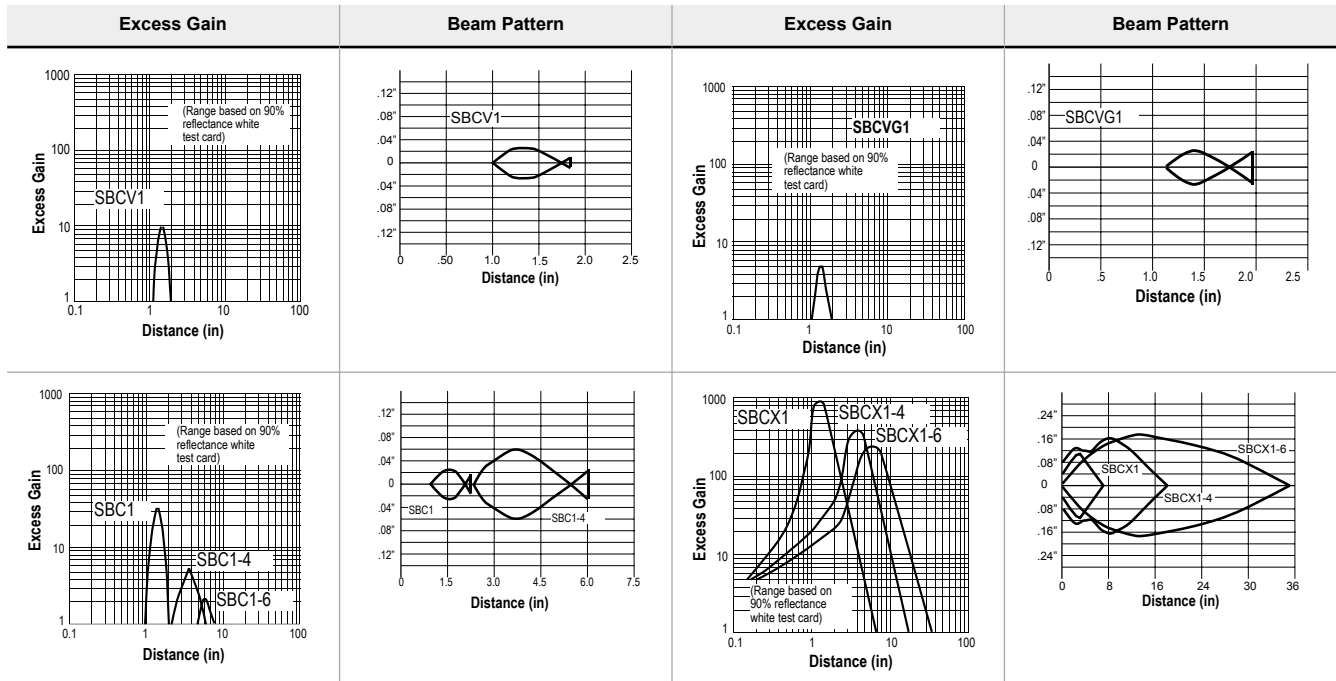 Excess Gain
Beam Pattern
Excess Gain
Beam Pattern
1000
100
10
1
Excess Gain
(Range based on 90%
reflectance white
test card)
SBCV1
0.1
1
10
100
Distance (in)
.12"
.08"
.04"
0
.04"
.08"
.12"
SBCV1
0
.50
1.0
1.5
2.0
2.5
Distance (in)
1000
100
10
1
Excess Gain
SBCVG1
(Range based on 90%
reflectance white
test card)
0.1
1
10
100
Distance (in)
.12"
.08"
.04"
0
.04"
.08"
.12"
SBCVG1
0
.5
1.0
1.5
2.0
2.5
Distance (in)
1000
100
10
1
Excess Gain
(Range based on 90%
reflectance white
test card)
SBC1
SBC1-4
SBC1-6
0.1
1
10
100
Distance (in)
.12"
.08"
.04"
0
.04"
.08"
.12"
SBC1
SBC1-4
0
1.5
3.0
4.5
6.0
7.5
Distance (in)
1000
100
10
1
Excess Gain
SBCX1
SBCX1-4
SBCX1-6
(Range based on
90% reflectance
white test card)
0.1
1
10
100
Distance (in)
.24"
.16"
.08"
0
.08"
.16"
.24"
SBCX1-6
SBCX1
SBCX1-4
0
8
16
24
30
36
Distance (in)